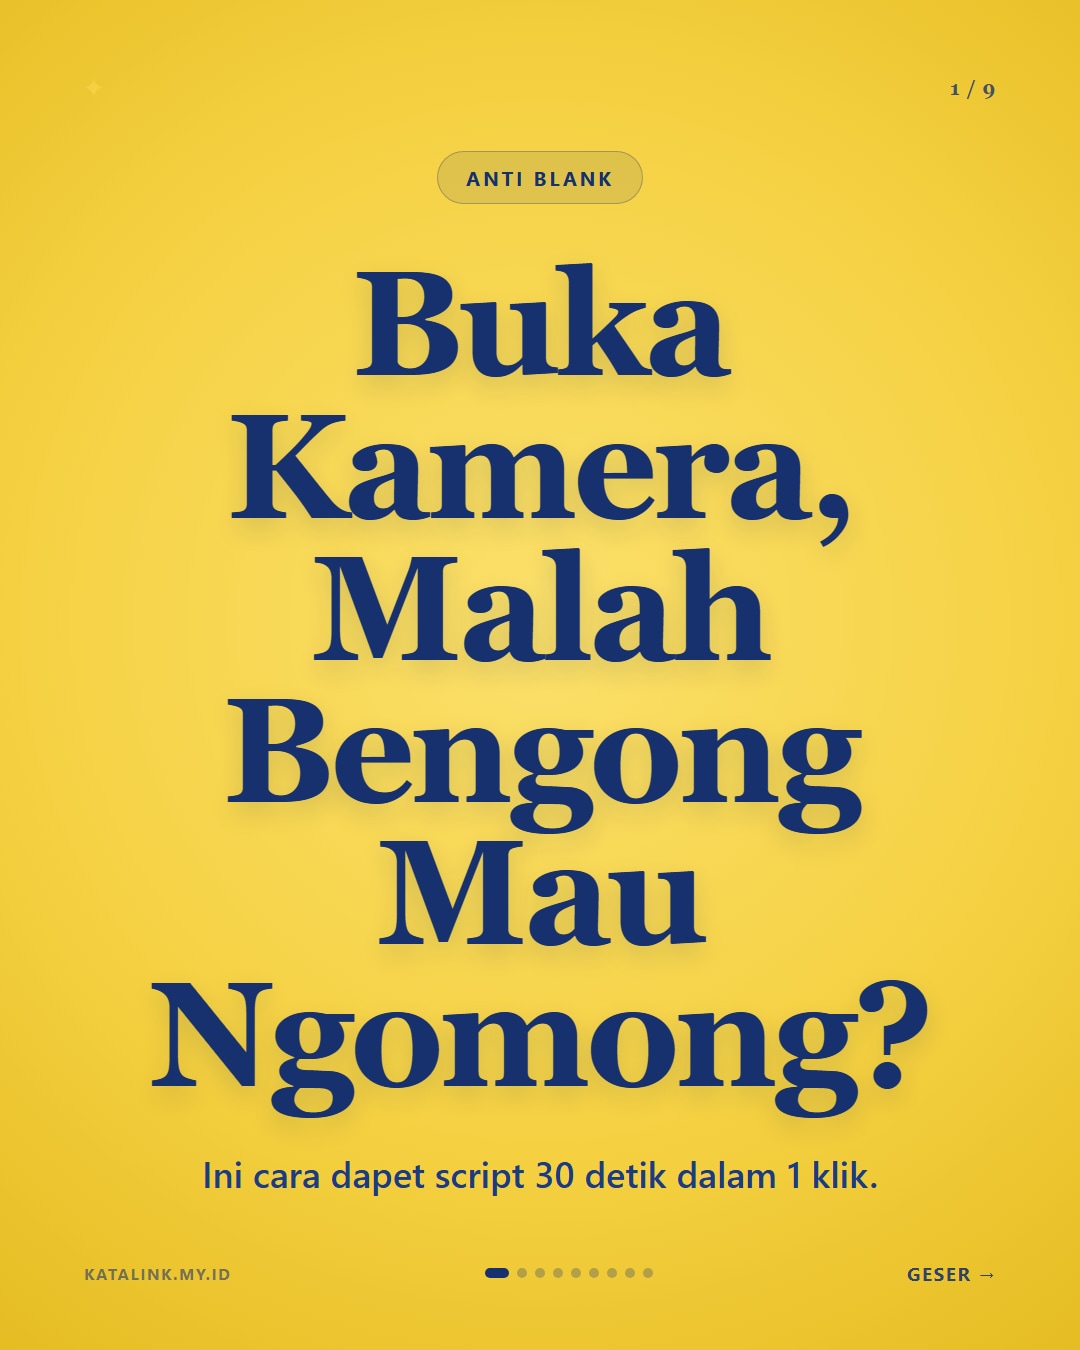 1 / 9
ANTI BLANK
Buka
Kamera,
Malah
Bengong
Mau
Ngomong?
Ini cara dapet script 30 detik dalam 1 klik.
KATALINK.MY.ID
GESER →